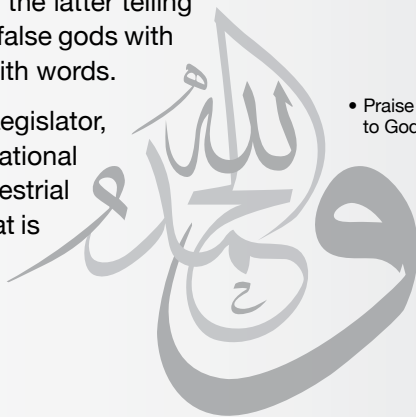 the latter telling
false gods with
ith words.
egislator,
ational
estrial
at is
والحمد لله
• Praise
to God